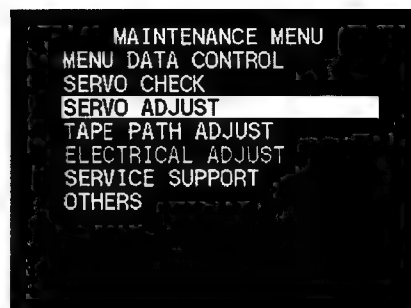 MAINTENANCE MENU
MENU DATA CONTROL
SERVO CHECK
SERVO ADJUST
TAPE PATH ADJUST
ELECTRICAL ADJUST
SERVICE SUPPORT
OTHERS